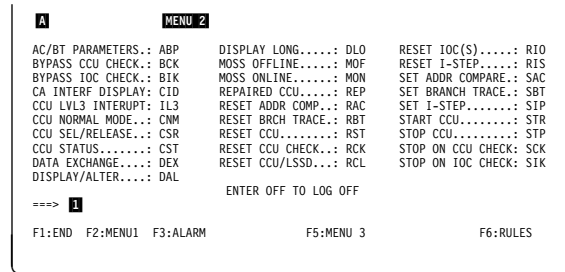 A MENU 2
AC/BT PARAMETERS.: ABP DISPLAY LONG.....: DLO RESET IOC(S).....: RIO
BYPASS CCU CHECK.: BCK MOSS OFFLINE.....: MOF RESET I-STEP.....: RIS
BYPASS IOC CHECK.: BIK MOSS ONLINE......: MON SET ADDR COMPARE.: SAC
CA INTERF DISPLAY: CID REPAIRED CCU.....: REP SET BRANCH TRACE.: SBT
CCU LVL3 INTERUPT: IL3 RESET ADDR COMP..: RAC SET I-STEP.......: SIP
CCU NORMAL MODE..: CNM RESET BRCH TRACE.: RBT START CCU........: STR
CCU SEL/RELEASE..: CSR RESET CCU........: RST STOP CCU.........: STP
CCU STATUS.......: CST RESET CCU CHECK..: RCK STOP ON CCU CHECK: SCK
DATA EXCHANGE....: DEX RESET CCU/LSSD...: RCL STOP ON IOC CHECK: SIK
DISPLAY/ALTER....: DAL
ENTER OFF TO LOG OFF
===> 1
F1:END F2:MENU1 F3:ALARM F5:MENU 3 F6:RULES